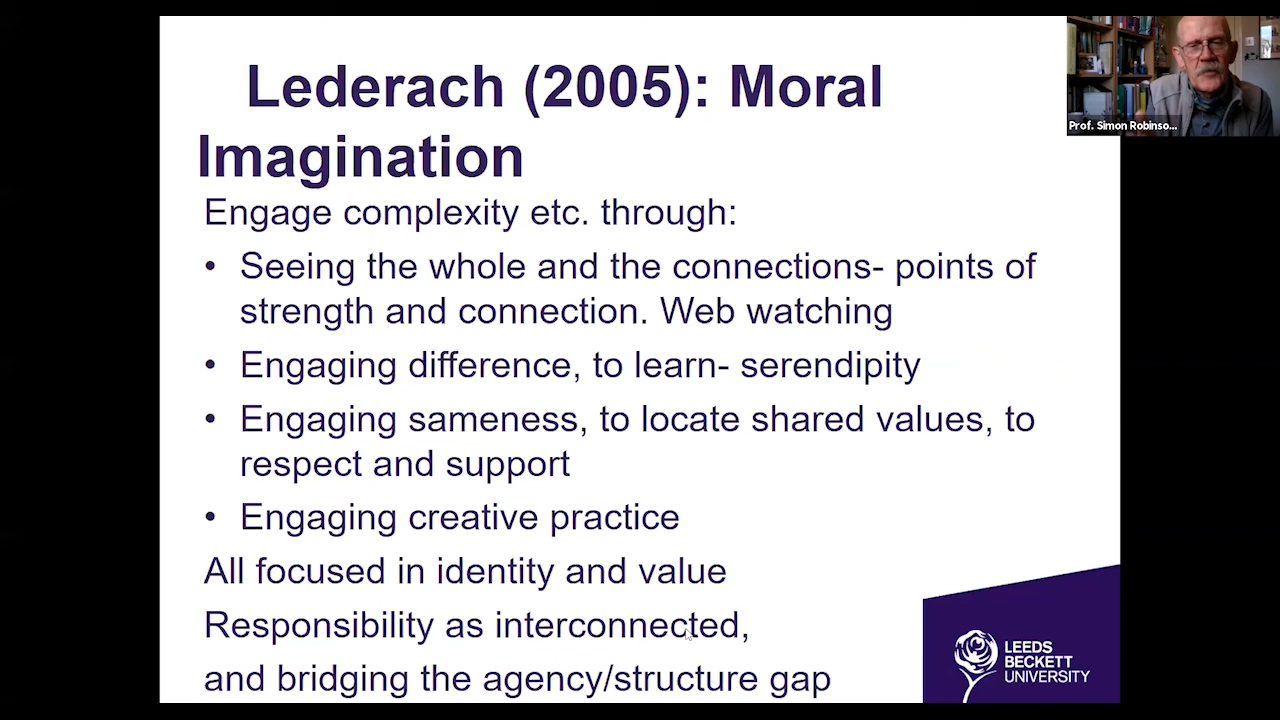 Lederach (2005): Moral
Imagination
Engage complexity etc. through:
• Seeing the whole and the connections- points of
strength and connection. Web watching
• Engaging difference, to learn- serendipity
• Engaging sameness, to locate shared values, to
respect and support
• Engaging creative practice
All focused in identity and value
Responsibility as interconnected,
and bridging the agency/structure gap
Prof. Simon Robinso...
LEEDS
BECKETT
UNIVERSITY